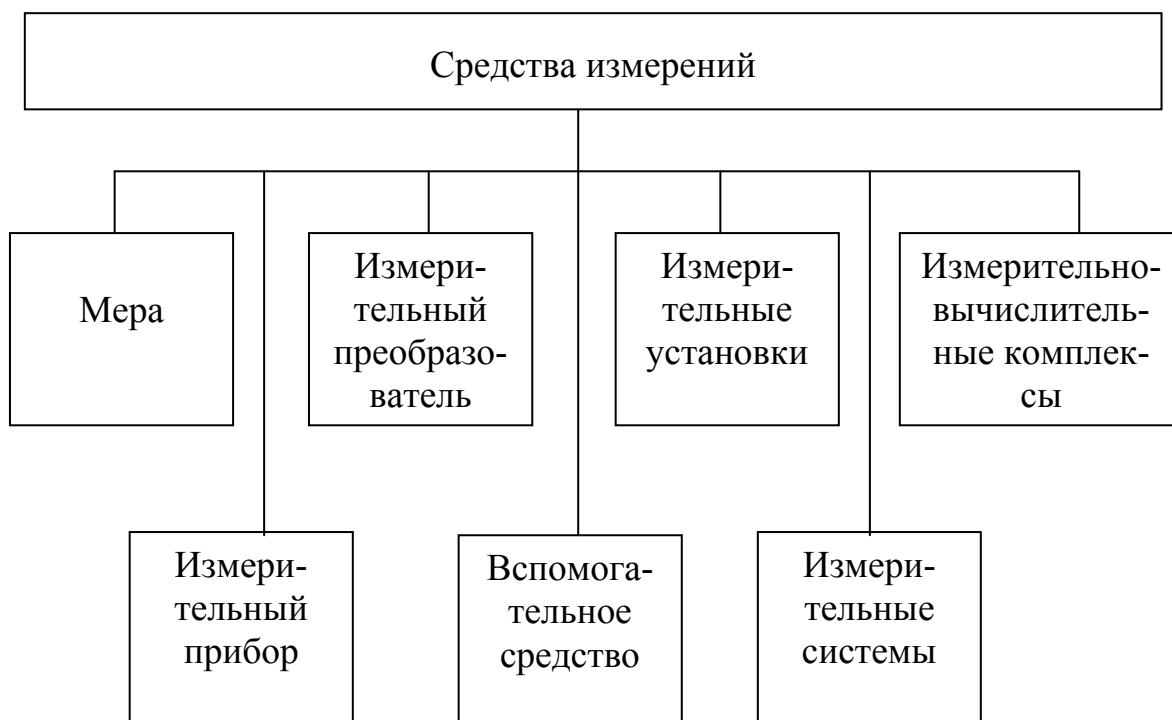 Средства измерений
Мера
Измери-
тельный
преобразо-
ватель
Измери-
тельные
установки
Измерительно-
вычислитель-
ные комплек-
сы
Измери-
тельный
прибор
Вспомога-
тельное
средство
Измери-
тельные
системы